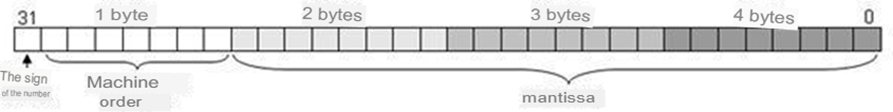 31 1 byte 2 bytes 3 bytes 4 bytes 0
The sign
of the number
Machine
order
mantissa